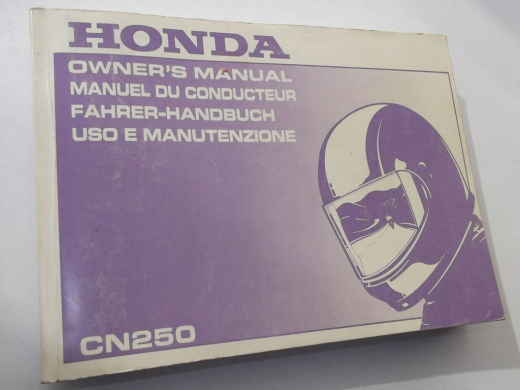 HONDA
OWNER'S MANUAL
MANUEL DU CONDUCTEUR
FAHRER-HANDBUCH
USO E MANUTENZIONE
CN250